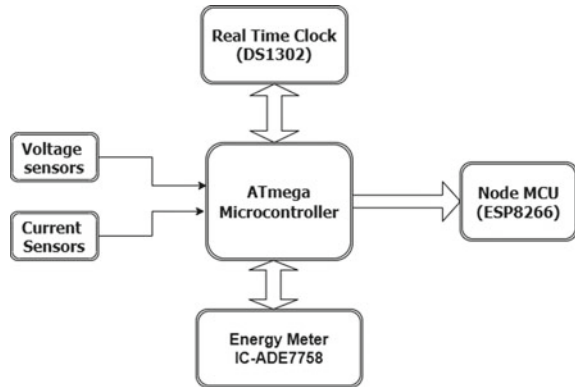 Real Time Clock
(DS1302)
Voltage
sensors
ATmega
Microcontroller
Node MCU
(ESP8266)
Current
Sensors
Energy Meter
IC-ADE7758